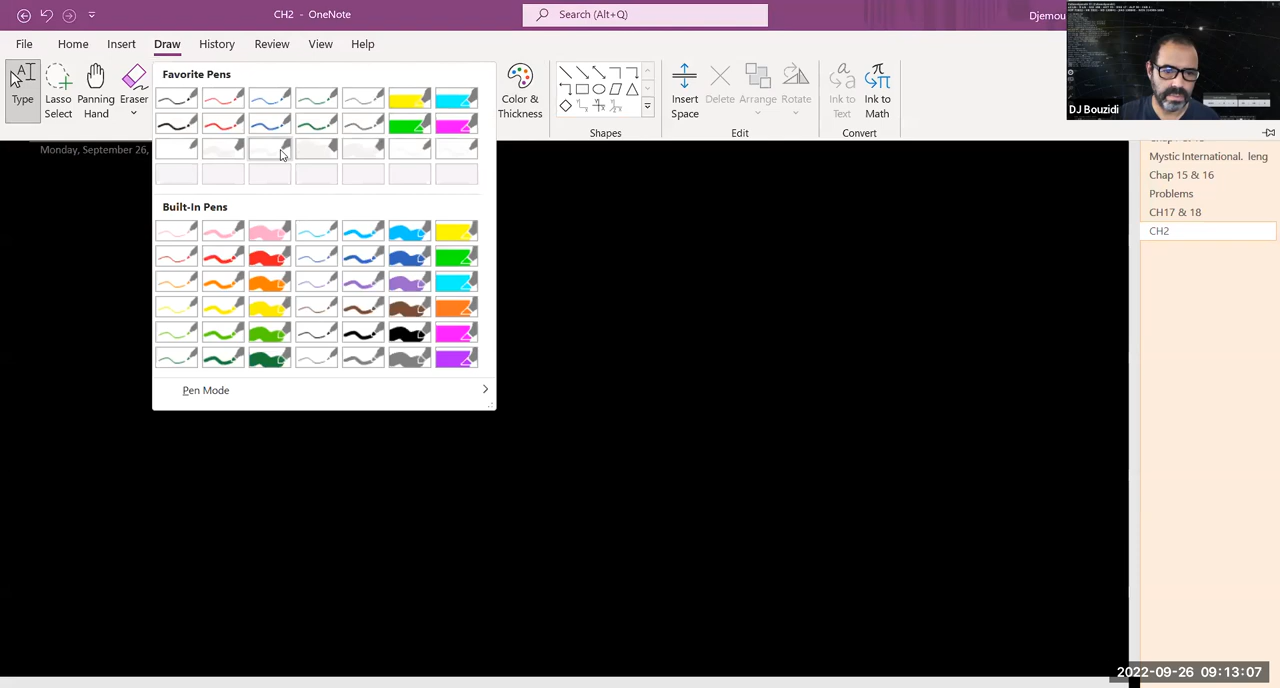 CH2 - OneNote
Search (Alt+Q)
Djemou
File Home Insert Draw History Review View Help
Type
Lasso Select
Panning Hand
Eraser
Favorite Pens
Built-In Pens
Pen Mode
Color & Thickness
Shapes
Insert Space
Delete
Arrange
Rotate
Edit
Ink to Text
Ink to Math
Convert
DJ Bouzidi
Monday, September 26,
Mystic International. leng
Chap 15 & 16
Problems
CH17 & 18
CH2
2022-09-26 09:13:07